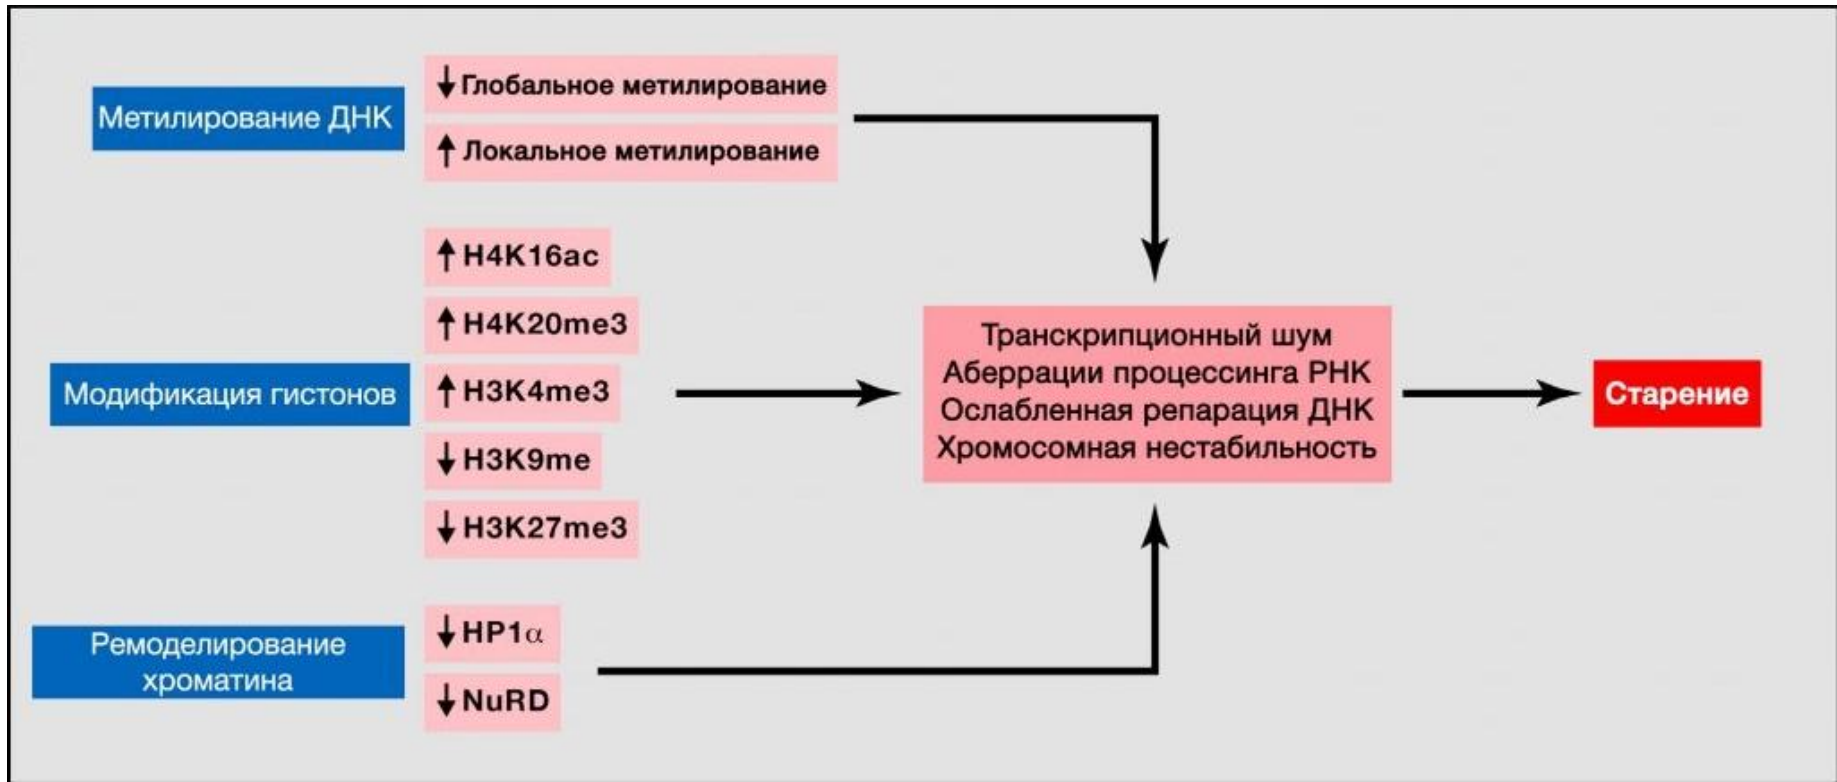 Метилирование ДНК
↓ Глобальное метилирование
↑ Локальное метилирование
Модификация гистонов
↑ H4K16ac
↑ H4K20me3
↑ H3K4me3
↓ H3K9me
↓ H3K27me3
Ремоделирование
хроматина
↓ HP1α
↓ NuRD
Транскрипционный шум
Аберрации процессинга РНК
Ослабленная репарация ДНК
Хромосомная нестабильность
Старение